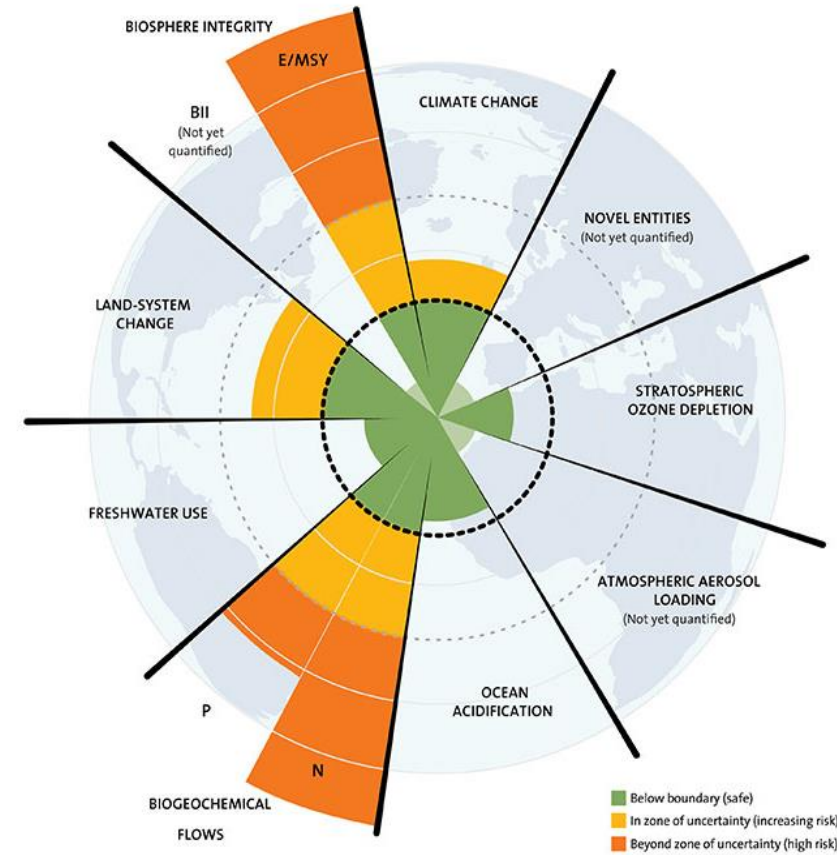 BIOSPHERE INTEGRITY
E/MSY
BII
(Not yet
quantified)
CLIMATE CHANGE
NOVEL ENTITIES
(Not yet quantified)
LAND-SYSTEM
CHANGE
STRATOSPHERIC
OZONE DEPLETION
FRESHWATER USE
ATMOSPHERIC AEROSOL
LOADING
(Not yet quantified)
OCEAN
ACIDIFICATION
P
N
BIOGEOCHEMICAL
FLOWS
Below boundary (safe)
In zone of uncertainty (increasing risk)
Beyond zone of uncertainty (high risk)